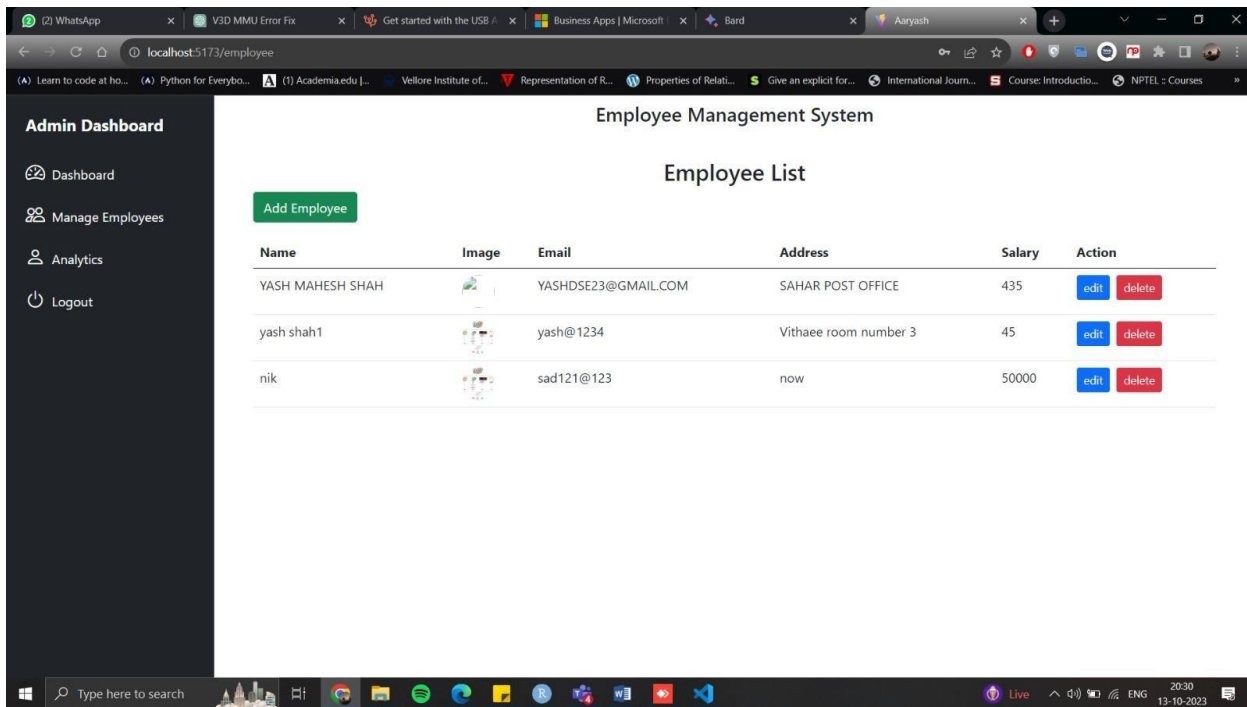 (2) WhatsApp
V3D MMU Error Fix
Get started with the USB A
Business Apps | Microsoft
Bard
Aaryash
localhost:5173/employee
Learn to code at ho...
Python for Everybo...
(1) Academia.edu |...
Vellore Institute of...
Representation of R...
Properties of Relati...
Give an explicit for...
International Journ...
Course: Introductio...
NPTEL :: Courses
»
Admin Dashboard
Dashboard
Manage Employees
Analytics
Logout
Employee Management System
Employee List
Add Employee
Name Image Email Address Salary Action
YASH MAHESH SHAH YASHDSE23@GMAIL.COM SAHAR POST OFFICE 435 edit delete
yash shah1 yash@1234 Vithaee room number 3 45 edit delete
nik sad121@123 now 50000 edit delete
Type here to search
Live
ENG
20:30
13-10-2023